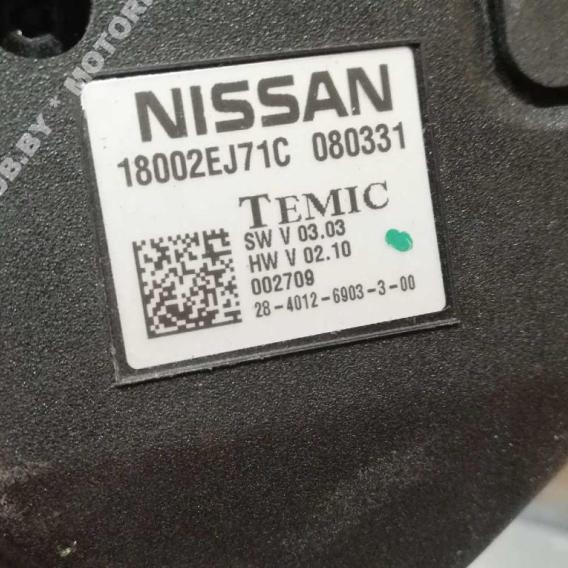 NISSAN
18002EJ71C 080331
TEMIC
SW V 03.03
HW V 02.10
002709
28-4012-6903-3-00